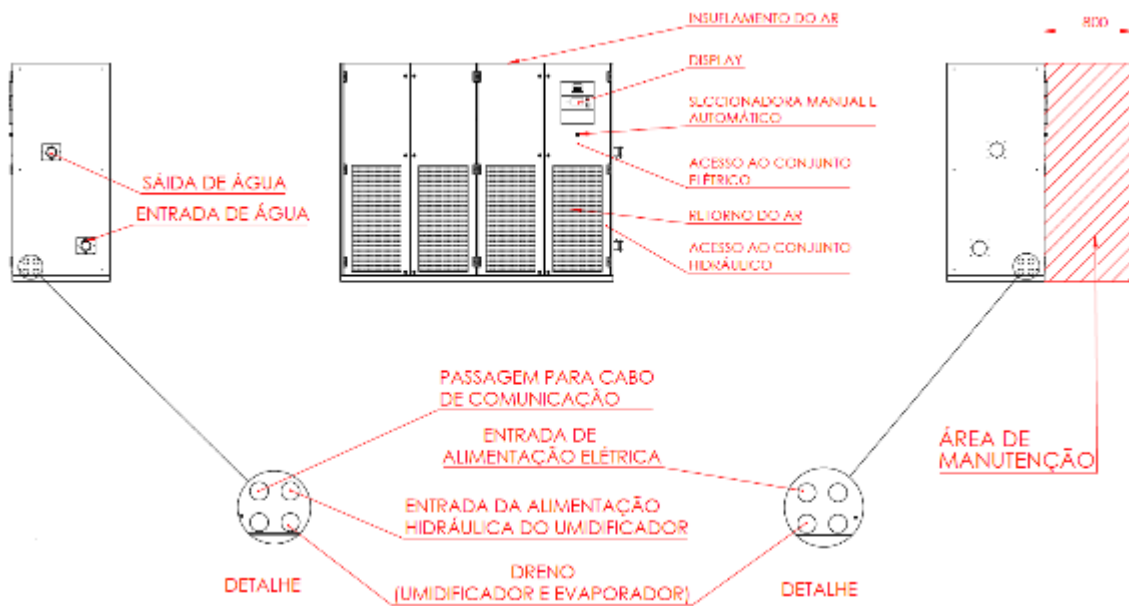 INSUFLAMENTO DO AR
800
DISPLAY
SECCIONADORA MANUAL E
AUTOMÁTICO
ACESSO AO CONJUNTO
ELÉTRICO
RETORNO DO AR
ACESSO AO CONJUNTO
HIDRÁULICO
SÁIDA DE ÁGUA
ENTRADA DE ÁGUA
PASSAGEM PARA CABO
DE COMUNICAÇÃO
ENTRADA DE
ALIMENTAÇÃO ELÉTRICA
ÁREA DE
MANUTENÇÃO
ENTRADA DA ALIMENTAÇÃO
HIDRÁULICA DO UMIDIFICADOR
DRENO
(UMIDIFICADOR E EVAPORADOR)
DETALHE
DETALHE